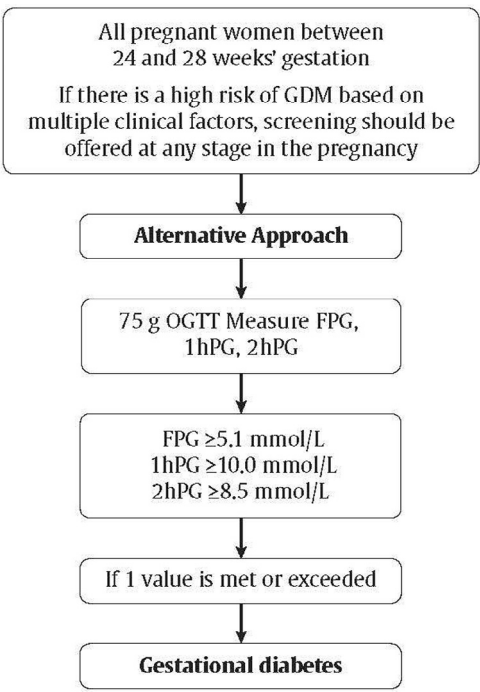 All pregnant women between
24 and 28 weeks' gestation
If there is a high risk of GDM based on
multiple clinical factors, screening should be
offered at any stage in the pregnancy
Alternative Approach
75 g OGTT Measure FPG,
1hPG, 2hPG
FPG ≥5.1 mmol/L
1hPG ≥10.0 mmol/L
2hPG ≥8.5 mmol/L
If 1 value is met or exceeded
Gestational diabetes